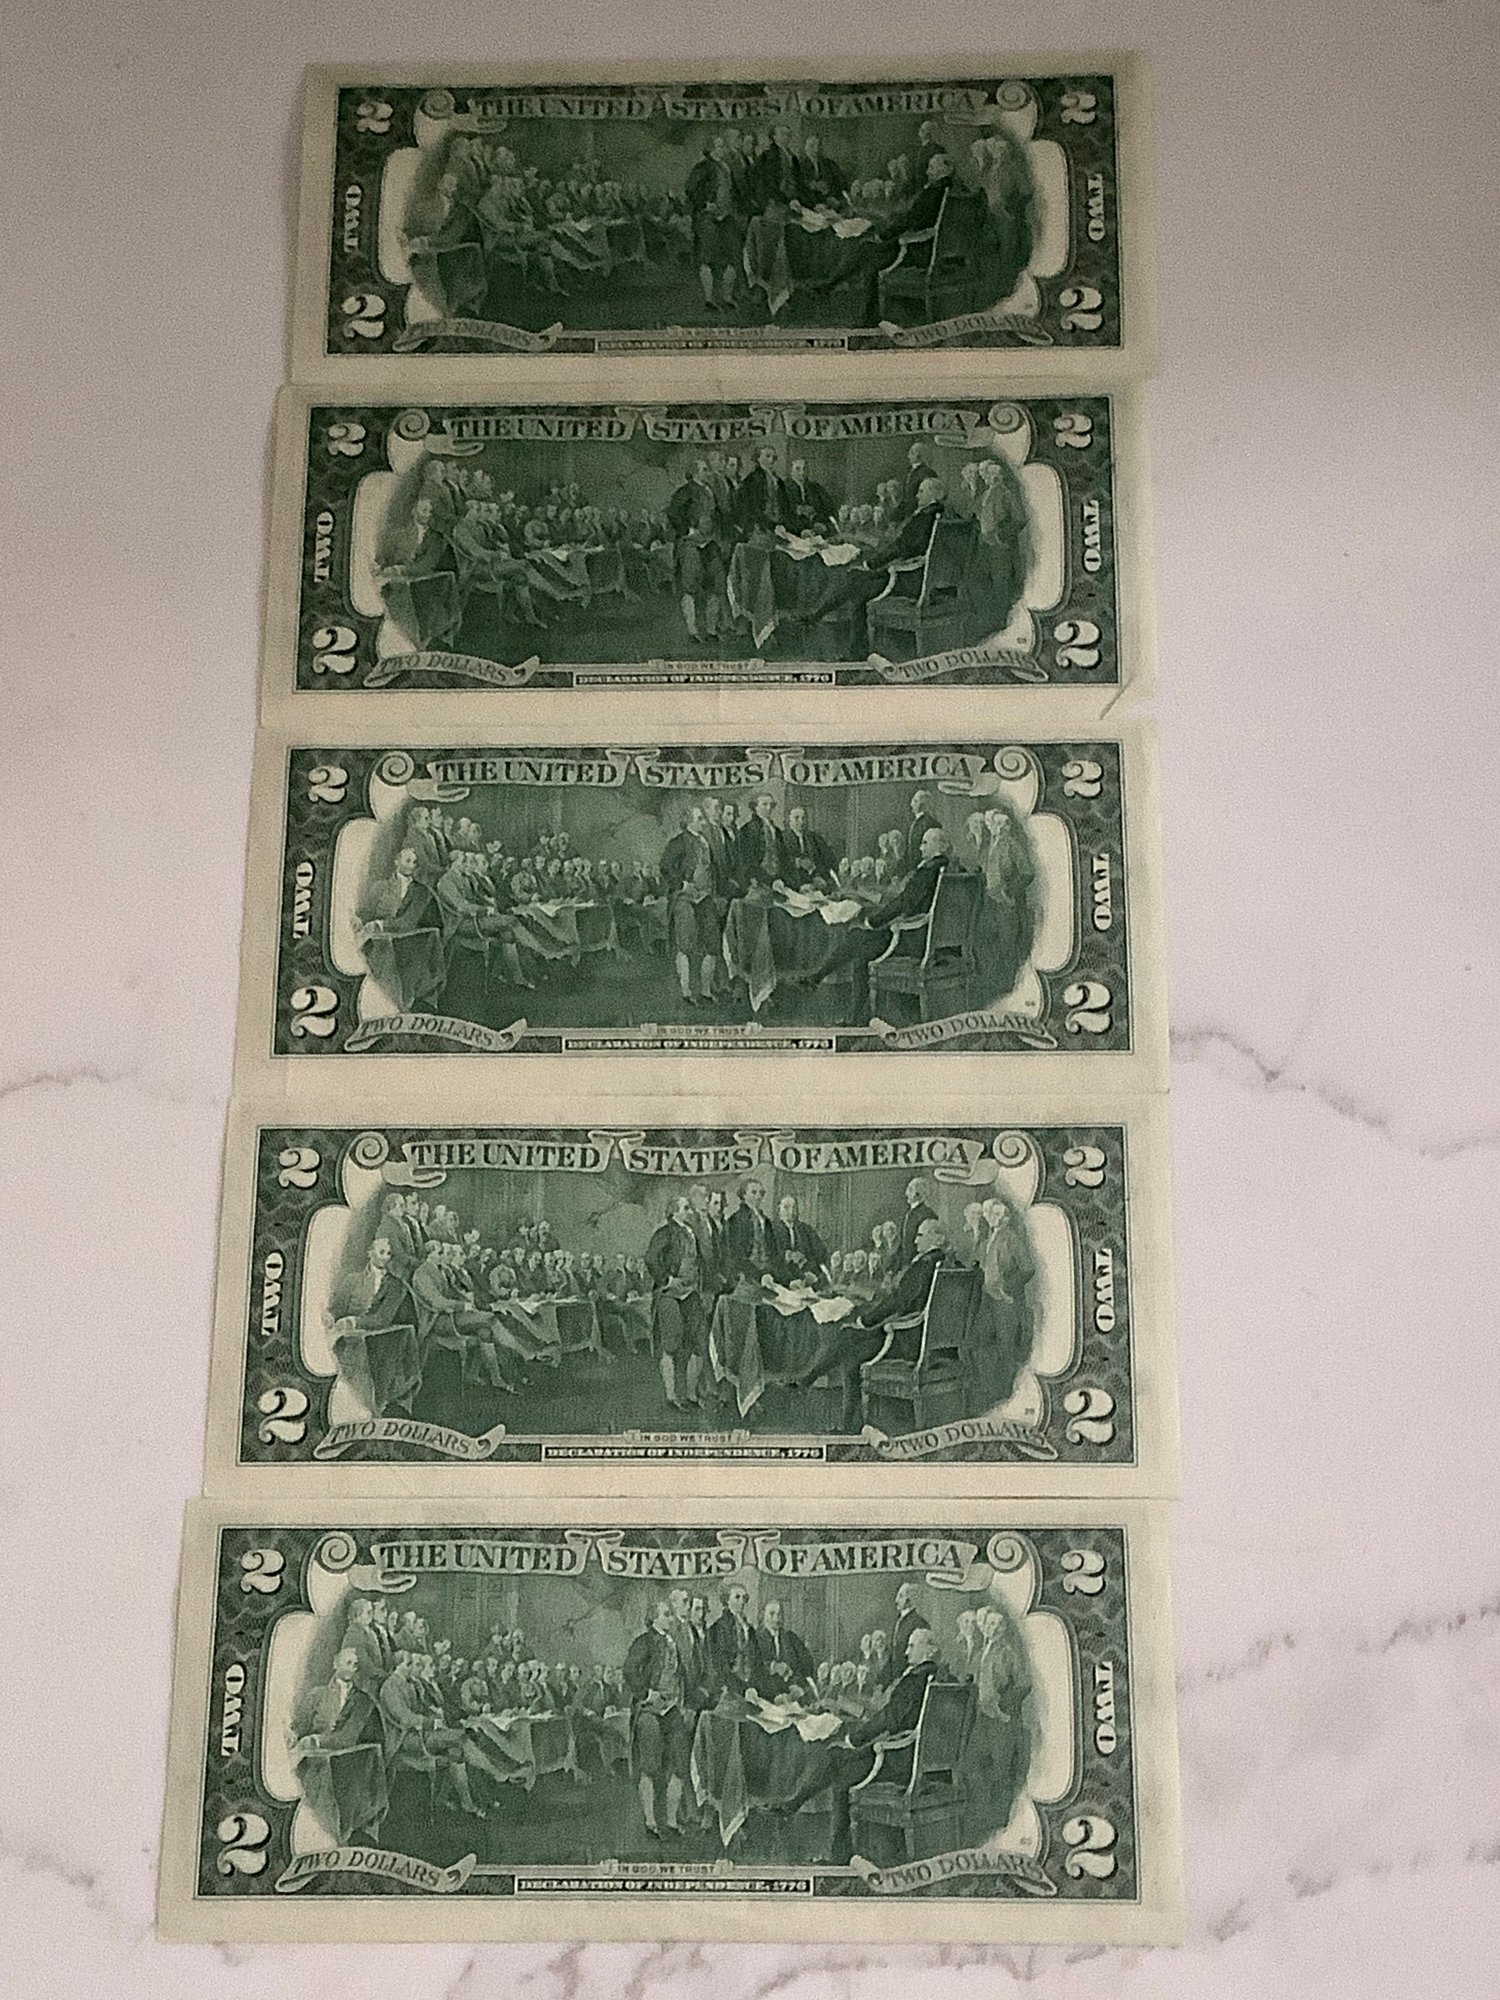 2 THE UNITED STATES OF AMERICA 2
TWO TWO
2 TWO DOLLARS TWO DOLLARS 2
DECLARATION OF INDEPENDENCE, 1776
2 THE UNITED STATES OF AMERICA 2
TWO TWO
2 TWO DOLLARS IN GOD WE TRUST TWO DOLLARS 2
DECLARATION OF INDEPENDENCE, 1776
2 THE UNITED STATES OF AMERICA 2
TWO TWO
2 TWO DOLLARS IN GOD WE TRUST TWO DOLLARS 2
DECLARATION OF INDEPENDENCE, 1776
2 THE UNITED STATES OF AMERICA 2
TWO TWO
2 TWO DOLLARS IN GOD WE TRUST TWO DOLLARS 2
DECLARATION OF INDEPENDENCE, 1776
2 THE UNITED STATES OF AMERICA 2
TWO TWO
2 TWO DOLLARS IN GOD WE TRUST TWO DOLLARS 2
DECLARATION OF INDEPENDENCE, 1776